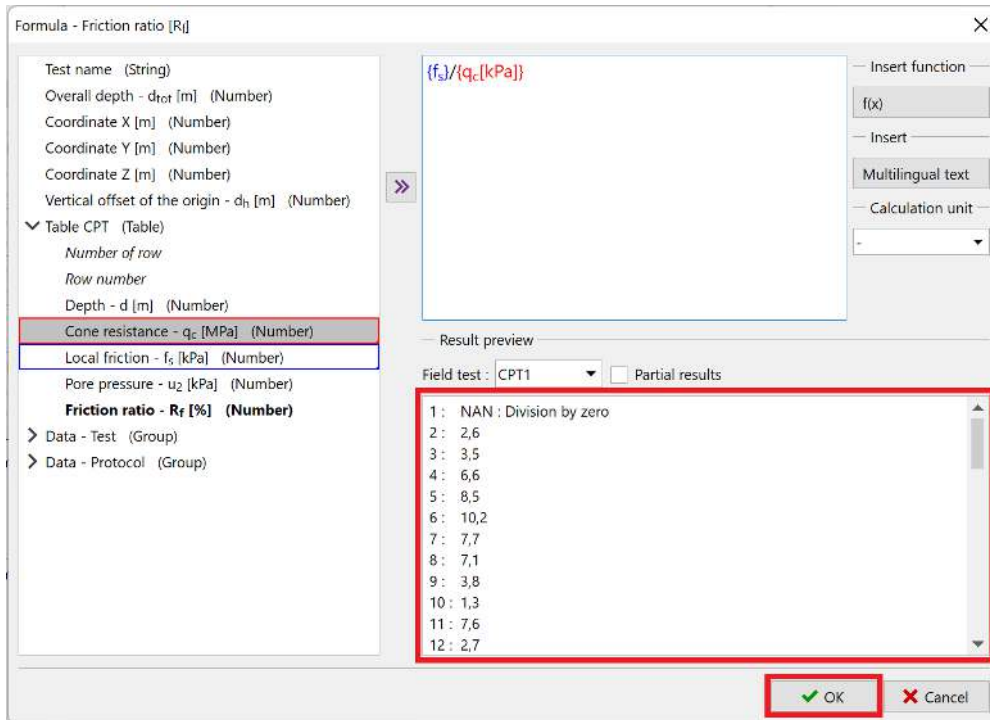 Formula - Friction ratio [Rf]
Test name (String)
Overall depth - dtot [m] (Number)
Coordinate X [m] (Number)
Coordinate Y [m] (Number)
Coordinate Z [m] (Number)
Vertical offset of the origin - dh [m] (Number)
Table CPT (Table)
Number of row
Row number
Depth - d [m] (Number)
Cone resistance - qc [MPa] (Number)
Local friction - fs [kPa] (Number)
Pore pressure - u2 [kPa] (Number)
Friction ratio - Rf [%] (Number)
Data - Test (Group)
Data - Protocol (Group)
{fs}/{qc[kPa]}
Insert function
f(x)
Insert
Multilingual text
Calculation unit
-
Result preview
Field test : CPT1 Partial results
1 : NAN : Division by zero
2 : 2,6
3 : 3,5
4 : 6,6
5 : 8,5
6 : 10,2
7 : 7,7
8 : 7,1
9 : 3,8
10 : 1,3
11 : 7,6
12 : 2,7
OK Cancel